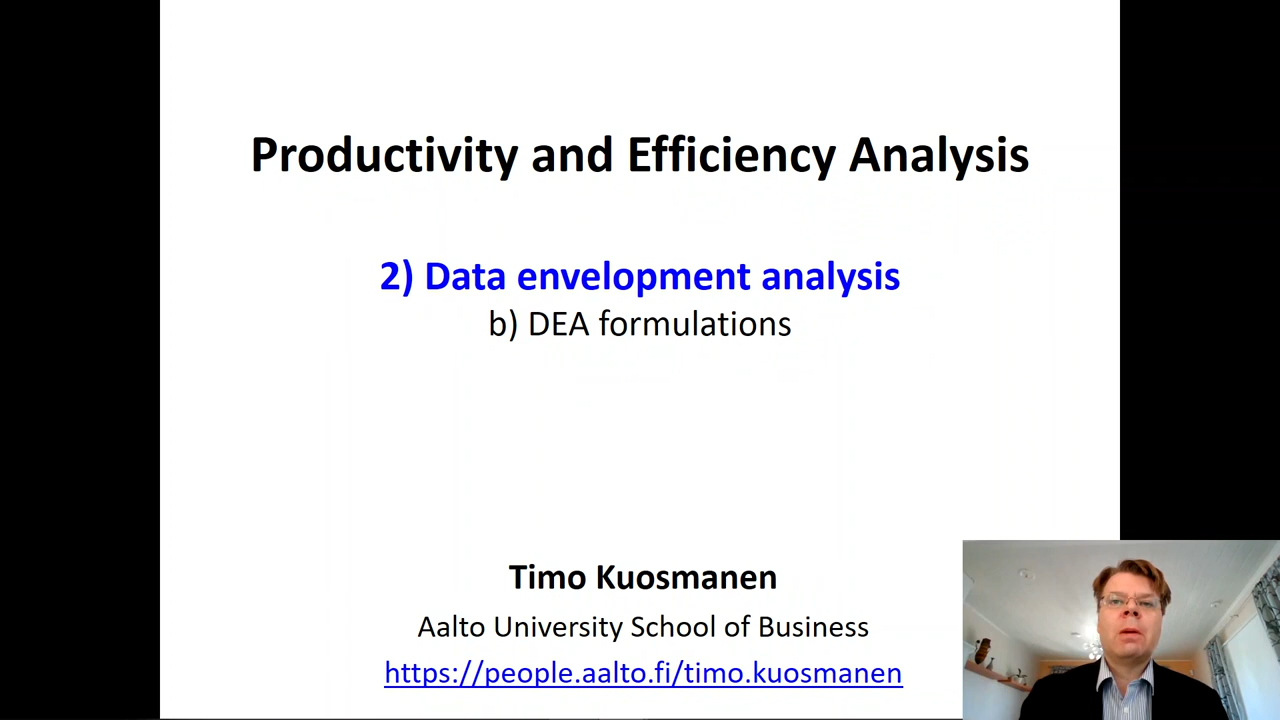 Productivity and Efficiency Analysis
2) Data envelopment analysis
b) DEA formulations
Timo Kuosmanen
Aalto University School of Business
https://people.aalto.fi/timo.kuosmanen